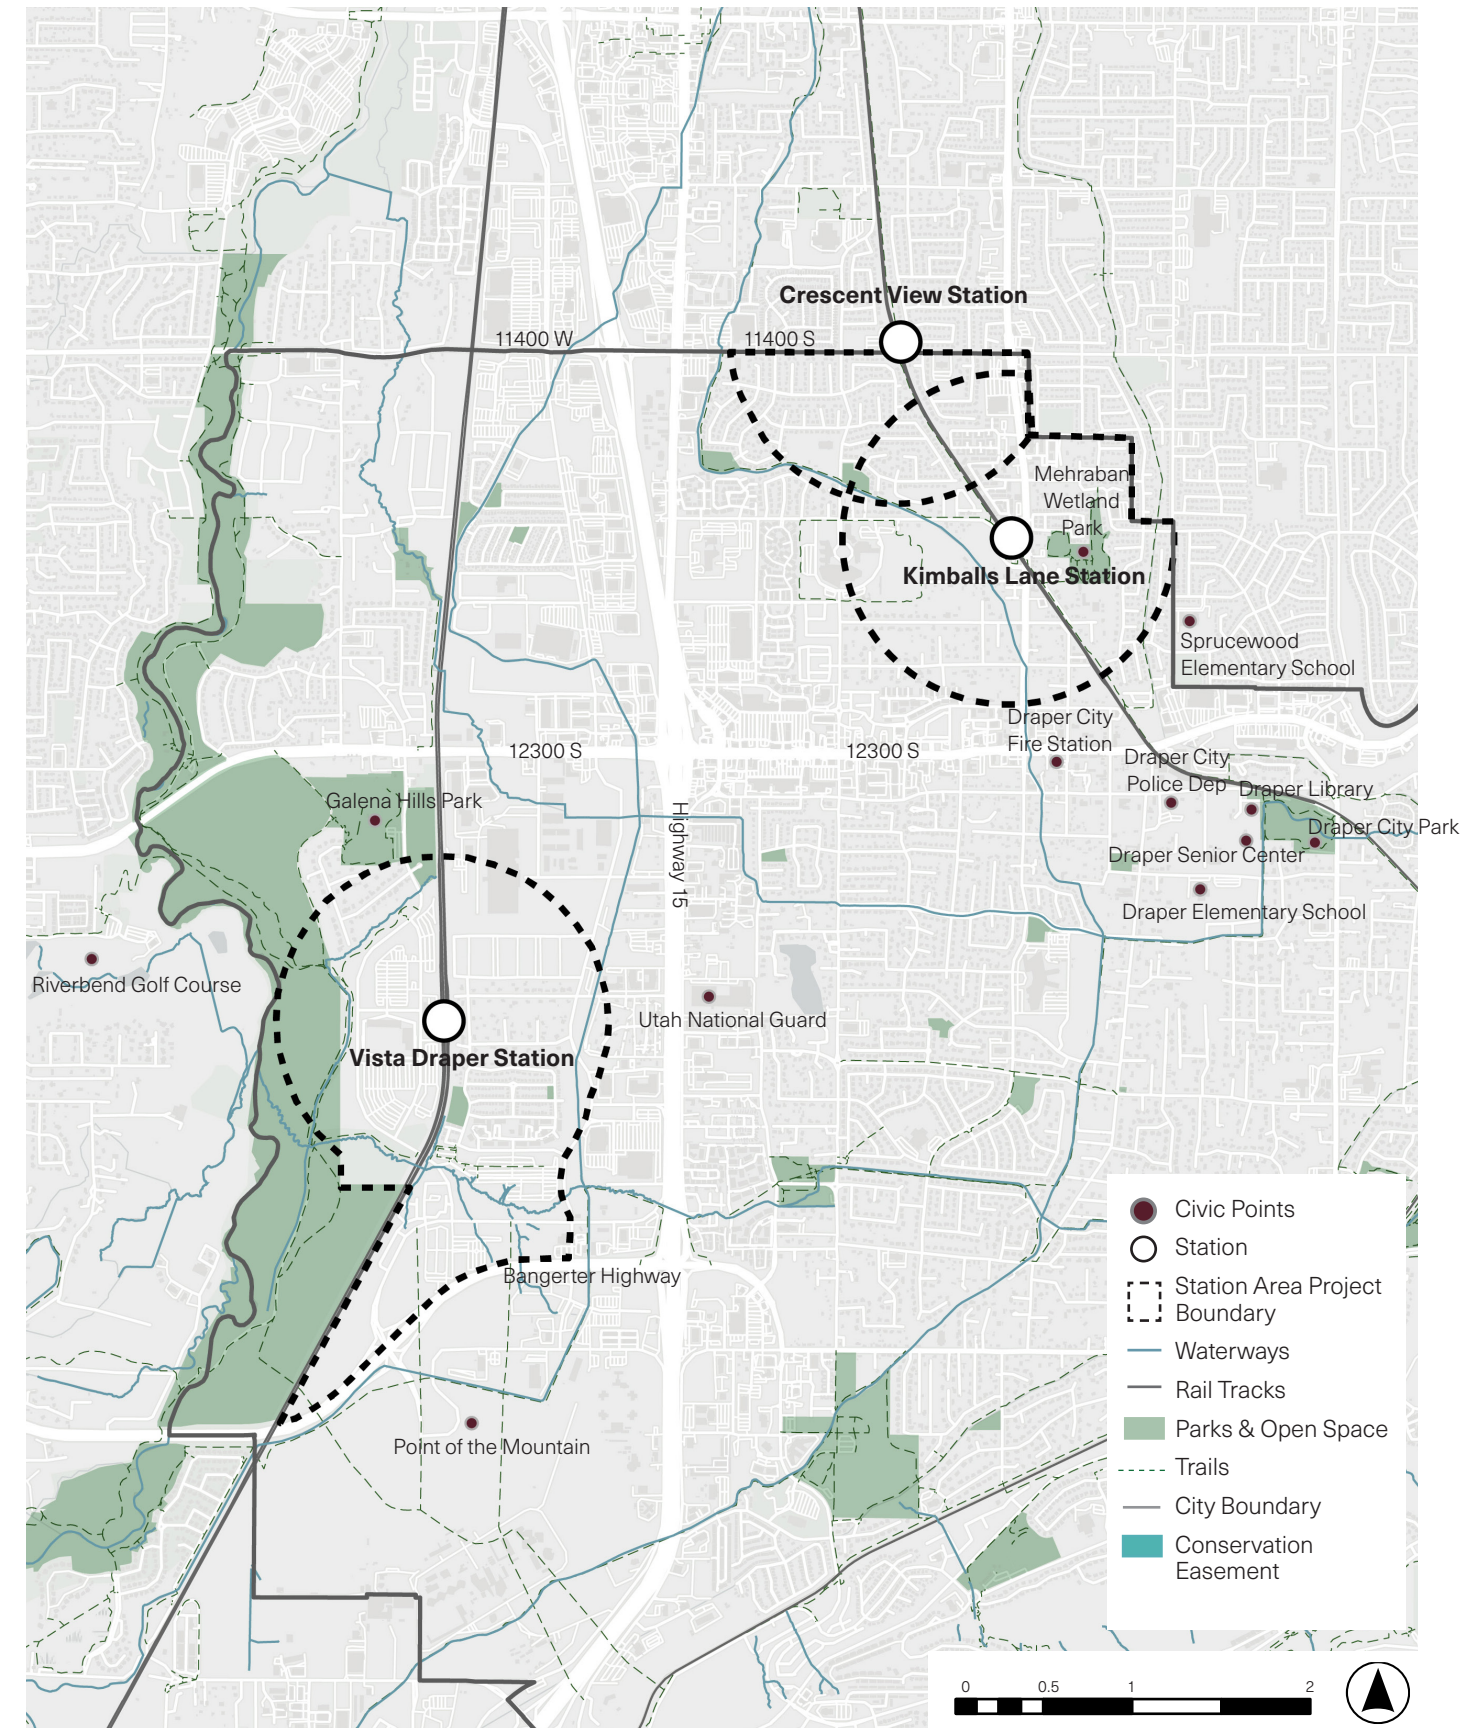 Crescent View Station
11400 W
11400 S
Mehraban
Wetland
Park
Kimballs Lane Station
Sprucewood
Elementary School
Draper City
Fire Station
12300 S
12300 S
Draper City
Police Dep
Draper Library
Galena Hills Park
Highway 15
Draper City Park
Draper Senior Center
Draper Elementary School
Riverbend Golf Course
Utah National Guard
Vista Draper Station
Bangerter Highway
Point of the Mountain
Civic Points
Station
Station Area Project
Boundary
Waterways
Rail Tracks
Parks & Open Space
Trails
City Boundary
Conservation
Easement
0 0.5 1 2